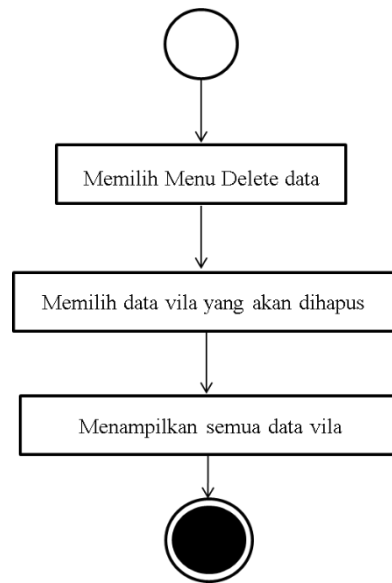 Memilih Menu Delete data
Memilih data vila yang akan dihapus
Menampilkan semua data vila